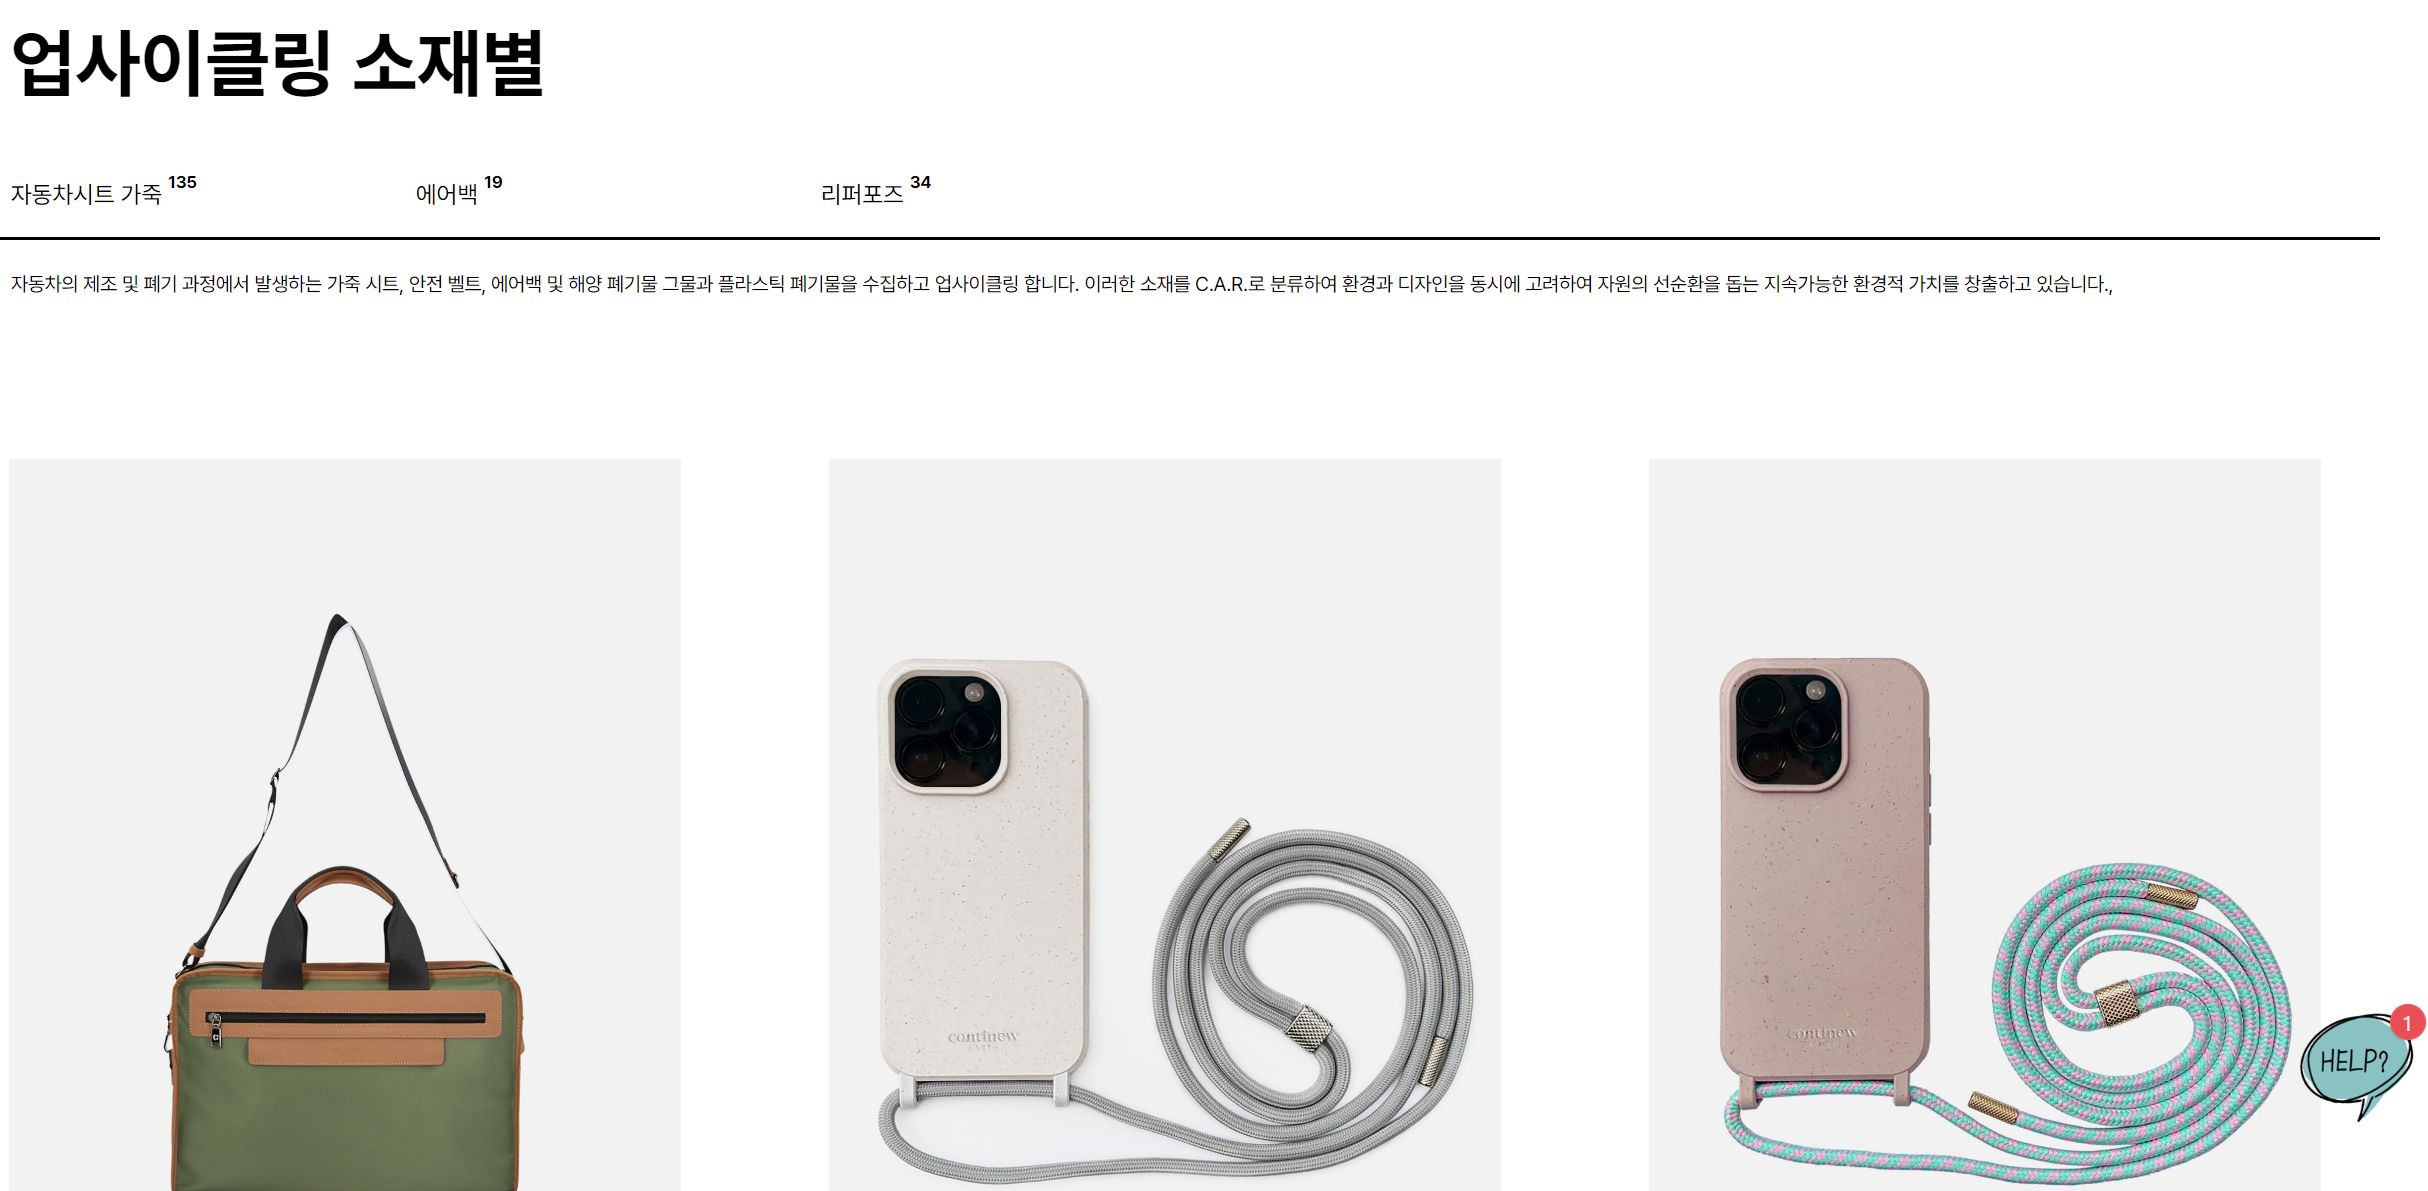 업사이클링 소재별
자동차시트 가죽 135
에어백 19
리퍼포즈 34
자동차의 제조 및 폐기 과정에서 발생하는 가죽 시트, 안전 벨트, 에어백 및 해양 폐기물 그물과 플라스틱 폐기물을 수집하고 업사이클링 합니다. 이러한 소재를 C.A.R.로 분류하여 환경과 디자인을 동시에 고려하여 자원의 선순환을 돕는 지속가능한 환경적 가치를 창출하고 있습니다.,
continew
continew
HELP?
1